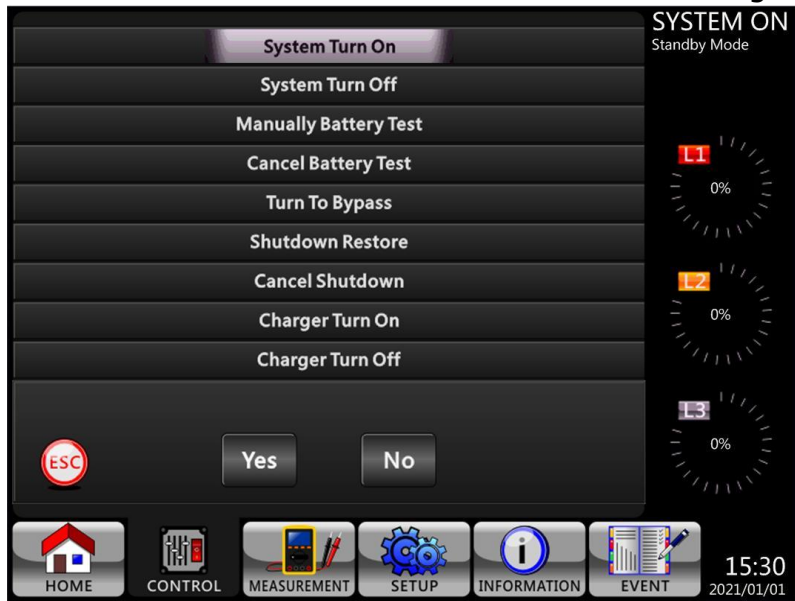 SYSTEM ON
Standby Mode
System Turn On
System Turn Off
Manually Battery Test
Cancel Battery Test
Turn To Bypass
Shutdown Restore
Cancel Shutdown
Charger Turn On
Charger Turn Off
L1
0%
L2
0%
L3
0%
ESC
Yes
No
HOME
CONTROL
MEASUREMENT
SETUP
INFORMATION
EVENT
15:30
2021/01/01